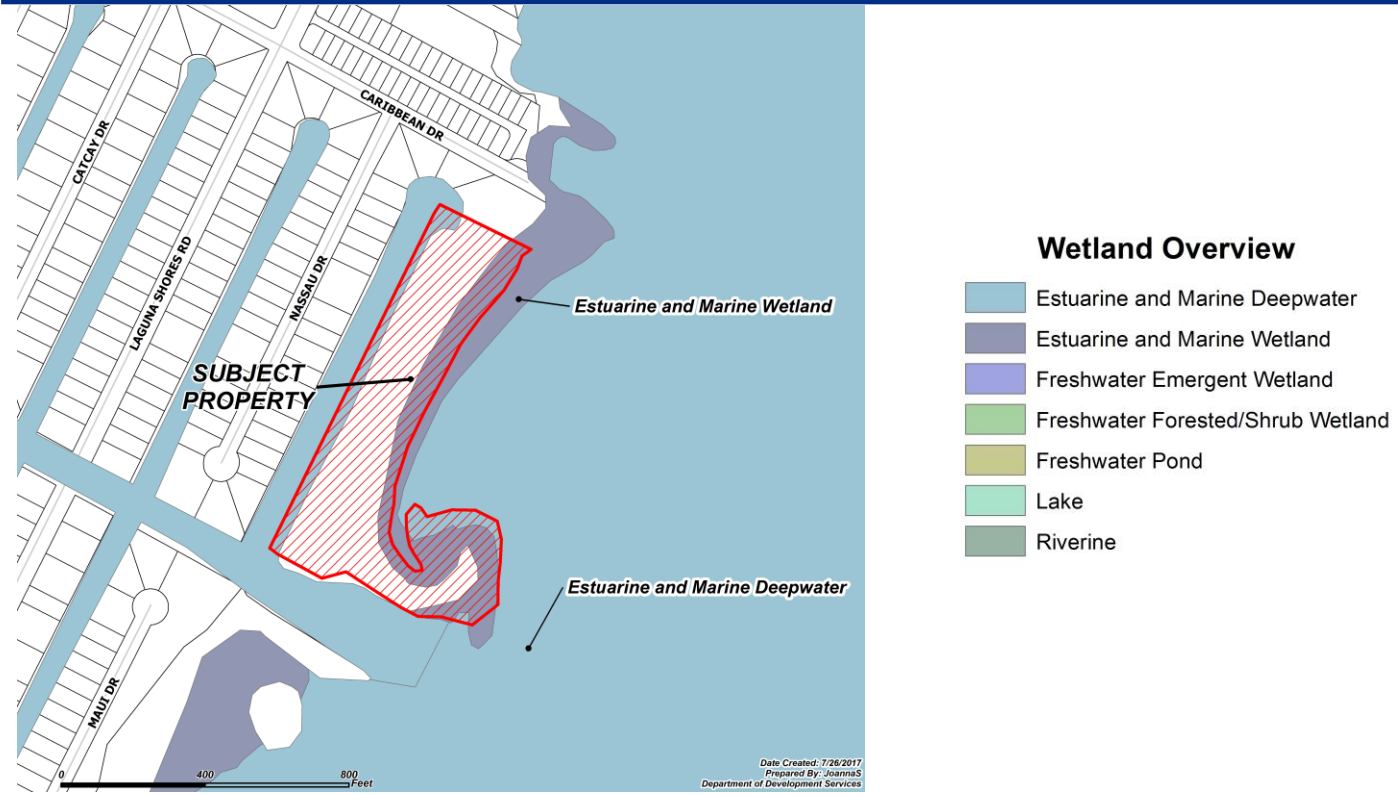 CARIBBEAN DR
CATCAY DR
LAGUNA SHORES RD
NASSAU DR
Estuarine and Marine Wetland
SUBJECT
PROPERTY
Estuarine and Marine Deepwater
MAUI DR
0 400 800
Feet
Date Created: 7/26/2017
Prepared By: JoannaS
Department of Development Services
Wetland Overview
Estuarine and Marine Deepwater
Estuarine and Marine Wetland
Freshwater Emergent Wetland
Freshwater Forested/Shrub Wetland
Freshwater Pond
Lake
Riverine